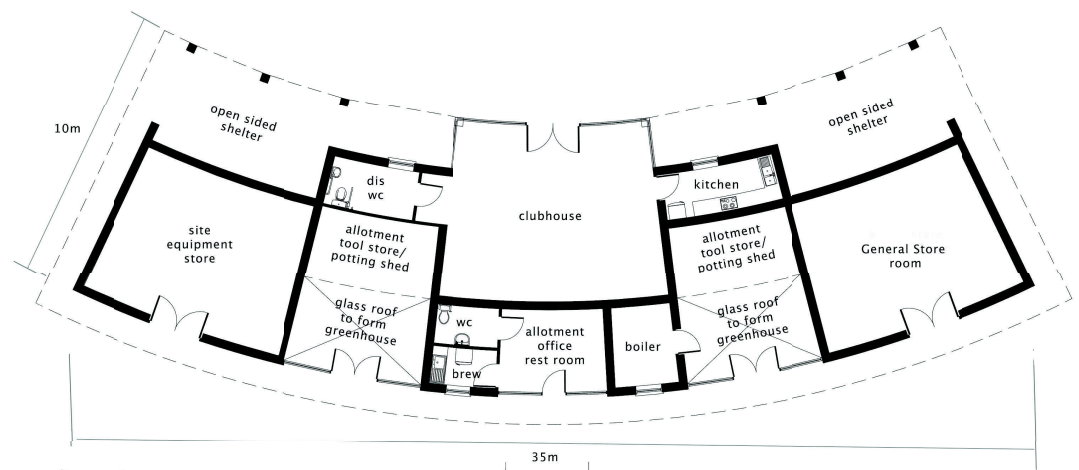 10m
open sided
shelter
open sided
shelter
dis
wc
kitchen
clubhouse
site
equipment
store
allotment
tool store/
potting shed
allotment
tool store/
potting shed
General Store
room
glass roof
to form
greenhouse
wc
allotment
office
rest room
boiler
glass roof
to form
greenhouse
brew
35m